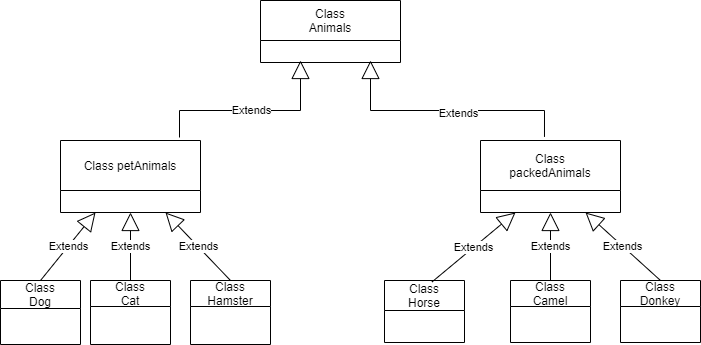 Class
Animals
Extends
Extends
Class petAnimals
Class
packedAnimals
Extends
Extends
Extends
Extends
Extends
Extends
Class
Dog
Class
Cat
Class
Hamster
Class
Horse
Class
Camel
Class
Donkey